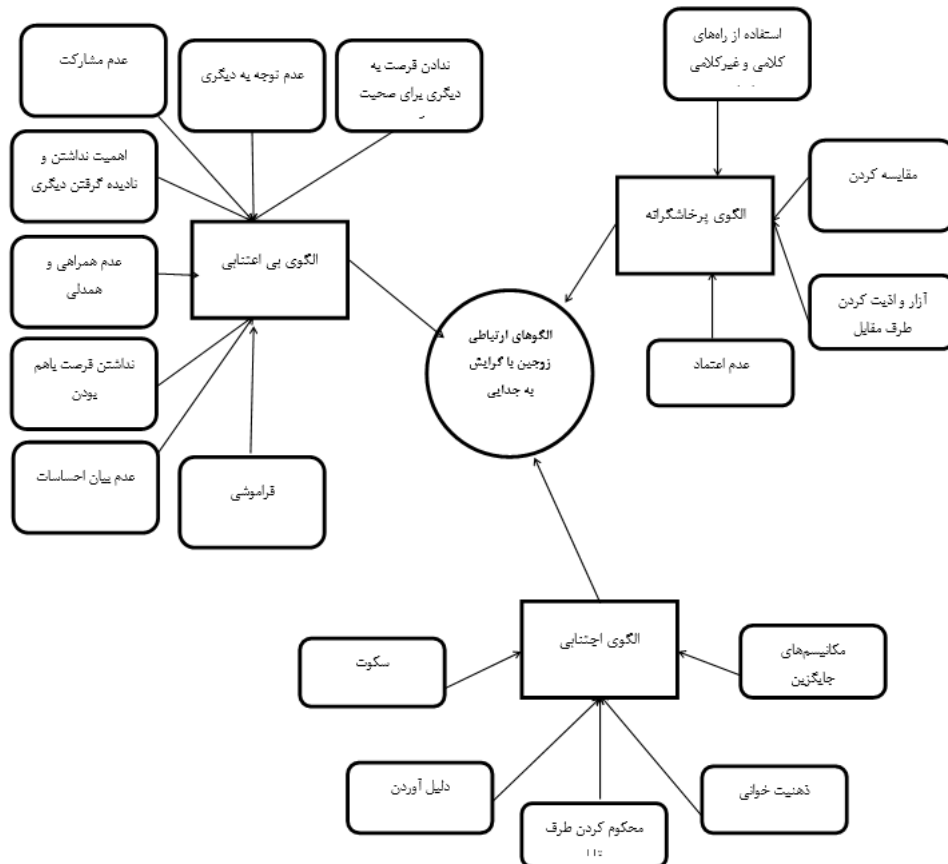 استفاده از راه‌های
کلامی و غیرکلامی
مقایسه کردن
الگوی پرخاشگرانه
آزار و اذیت کردن
طرف مقابل
عدم اعتماد
ندادن فرصت به
دیگری برای صحبت
عدم توجه به دیگری
عدم مشارکت
اهمیت نداشتن و
نادیده گرفتن دیگری
الگوی بی اعتنایی
عدم همراهی و
همدلی
نداشتن فرصت باهم
بودن
عدم بیان احساسات
فراموشی
الگوهای ارتباطی
زوجین با گرایش
به جدایی
الگوی اجتنابی
مکانیسم‌های
جایگزین
سکوت
ذهنیت خوانی
دلیل آوردن
محکوم کردن طرف